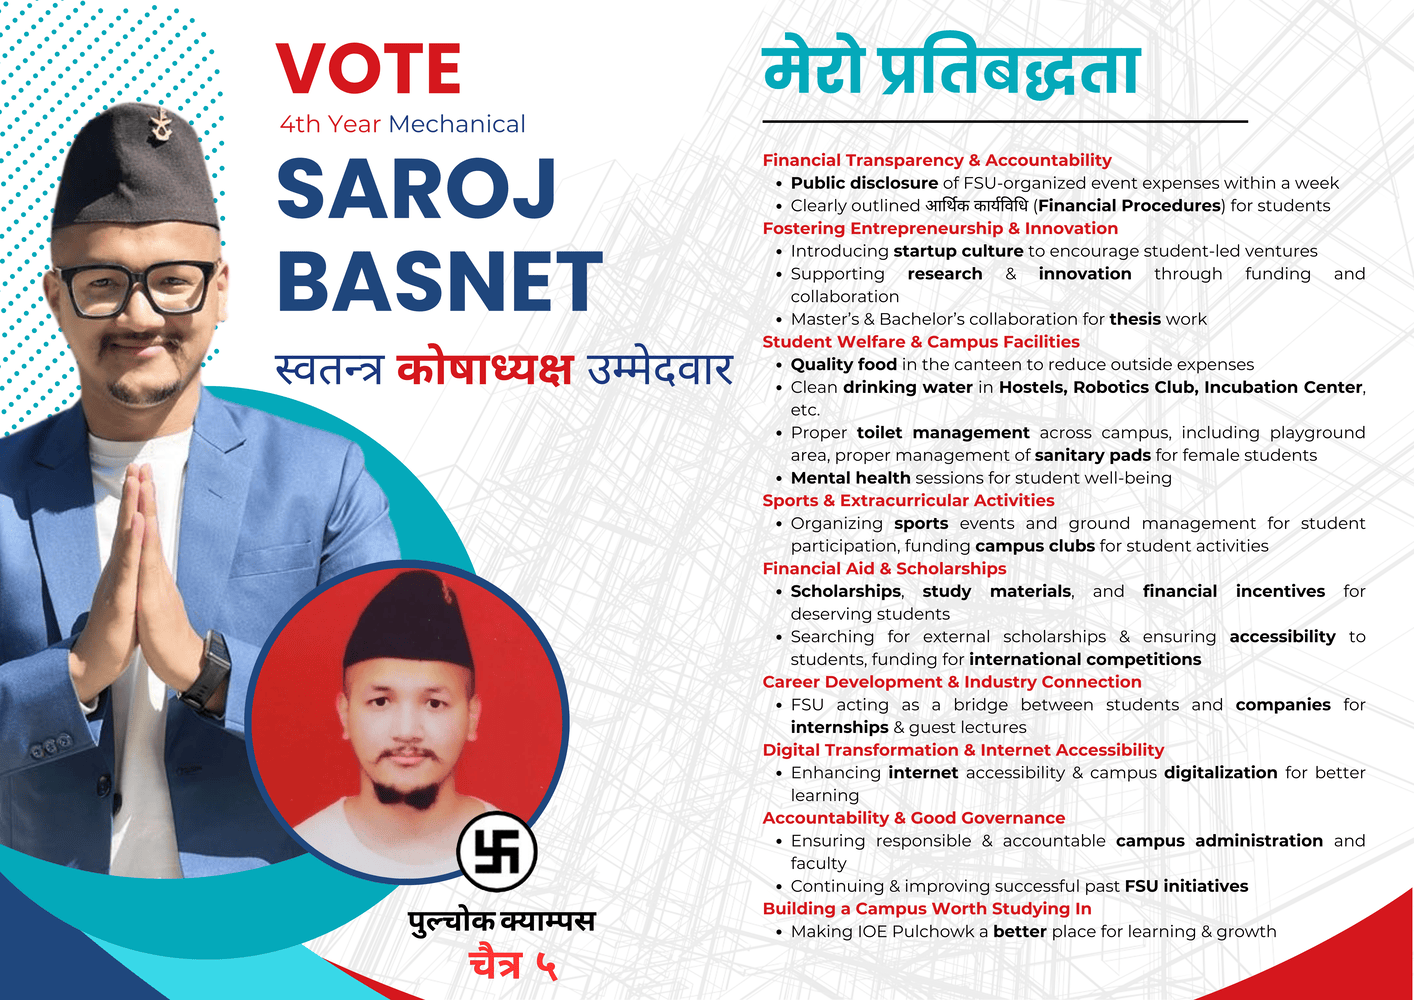 VOTE
4th Year Mechanical
SAROJ
BASNET
स्वतन्त्र कोषाध्यक्ष उम्मेदवार
पुल्चोक क्याम्पस
चैत्र ५
मेरो प्रतिबद्धता
Financial Transparency & Accountability
• Public disclosure of FSU-organized event expenses within a week
• Clearly outlined आर्थिक कार्यविधि (Financial Procedures) for students
Fostering Entrepreneurship & Innovation
• Introducing startup culture to encourage student-led ventures
• Supporting research & innovation through funding and
collaboration
• Master's & Bachelor's collaboration for thesis work
Student Welfare & Campus Facilities
• Quality food in the canteen to reduce outside expenses
• Clean drinking water in Hostels, Robotics Club, Incubation Center,
etc.
• Proper toilet management across campus, including playground
area, proper management of sanitary pads for female students
• Mental health sessions for student well-being
Sports & Extracurricular Activities
• Organizing sports events and ground management for student
participation, funding campus clubs for student activities
Financial Aid & Scholarships
• Scholarships, study materials, and financial incentives for
deserving students
• Searching for external scholarships & ensuring accessibility to
students, funding for international competitions
Career Development & Industry Connection
• FSU acting as a bridge between students and companies for
internships & guest lectures
Digital Transformation & Internet Accessibility
• Enhancing internet accessibility & campus digitalization for better
learning
Accountability & Good Governance
• Ensuring responsible & accountable campus administration and
faculty
• Continuing & improving successful past FSU initiatives
Building a Campus Worth Studying In
• Making IOE Pulchowk a better place for learning & growth